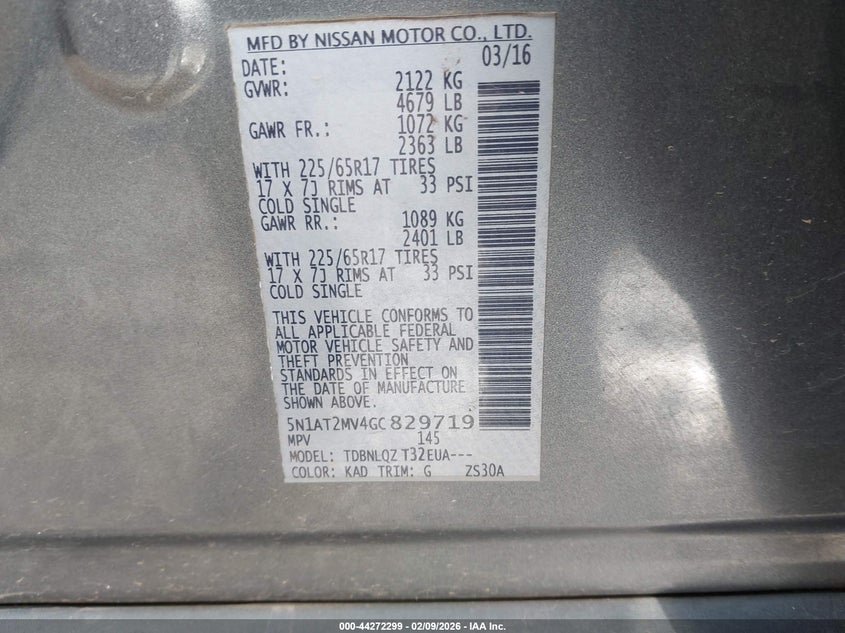 MFD BY NISSAN MOTOR CO., LTD.
DATE: 03/16
GVWR: 2122 KG
4679 LB
GAWR FR.: 1072 KG
2363 LB
WITH 225/65R17 TIRES
17 X 7J RIMS AT 33 PSI
COLD SINGLE
GAWR RR.: 1089 KG
2401 LB
WITH 225/65R17 TIRES
17 X 7J RIMS AT 33 PSI
COLD SINGLE
THIS VEHICLE CONFORMS TO
ALL APPLICABLE FEDERAL
MOTOR VEHICLE SAFETY AND
THEFT PREVENTION
STANDARDS IN EFFECT ON
THE DATE OF MANUFACTURE
SHOWN ABOVE.
5N1AT2MV4GC829719
MPV 145
MODEL: TDBNLQZ T32EUA---
COLOR: KAD TRIM: G ZS30A
000-44272299 - 02/09/2026 - IAA Inc.